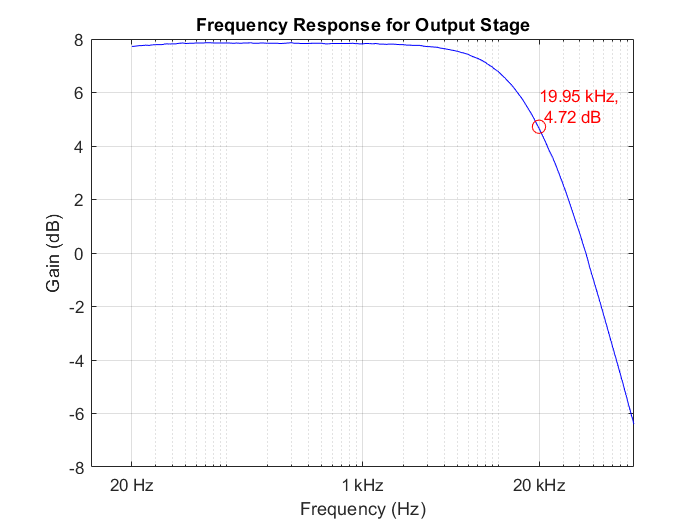 Frequency Response for Output Stage
8
6
4
2
0
-2
-4
-6
-8
Gain (dB)
19.95 kHz,
4.72 dB
20 Hz
1 kHz
20 kHz
Frequency (Hz)